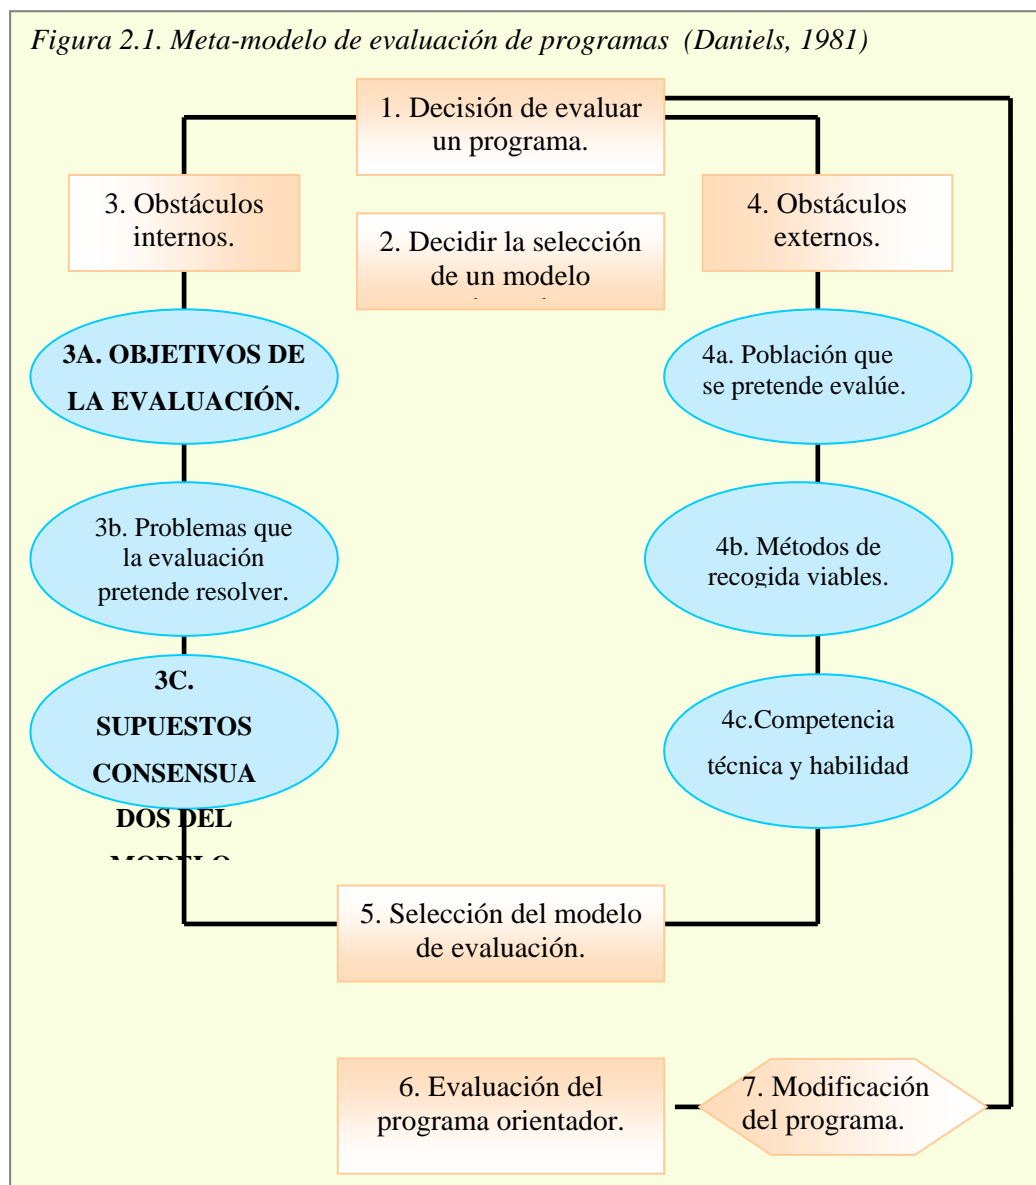 Figura 2.1. Meta-modelo de evaluación de programas (Daniels, 1981)
1. Decisión de evaluar
un programa.
2. Decidir la selección
de un modelo
3. Obstáculos
internos.
3A. OBJETIVOS DE
LA EVALUACIÓN.
3b. Problemas que
la evaluación
pretende resolver.
3C.
SUPUESTOS
CONSENSUA
DOS DEL
MODELO
4. Obstáculos
externos.
4a. Población que
se pretende evalúe.
4b. Métodos de
recogida viables.
4c.Competencia
técnica y habilidad
5. Selección del modelo
de evaluación.
6. Evaluación del
programa orientador.
7. Modificación
del programa.